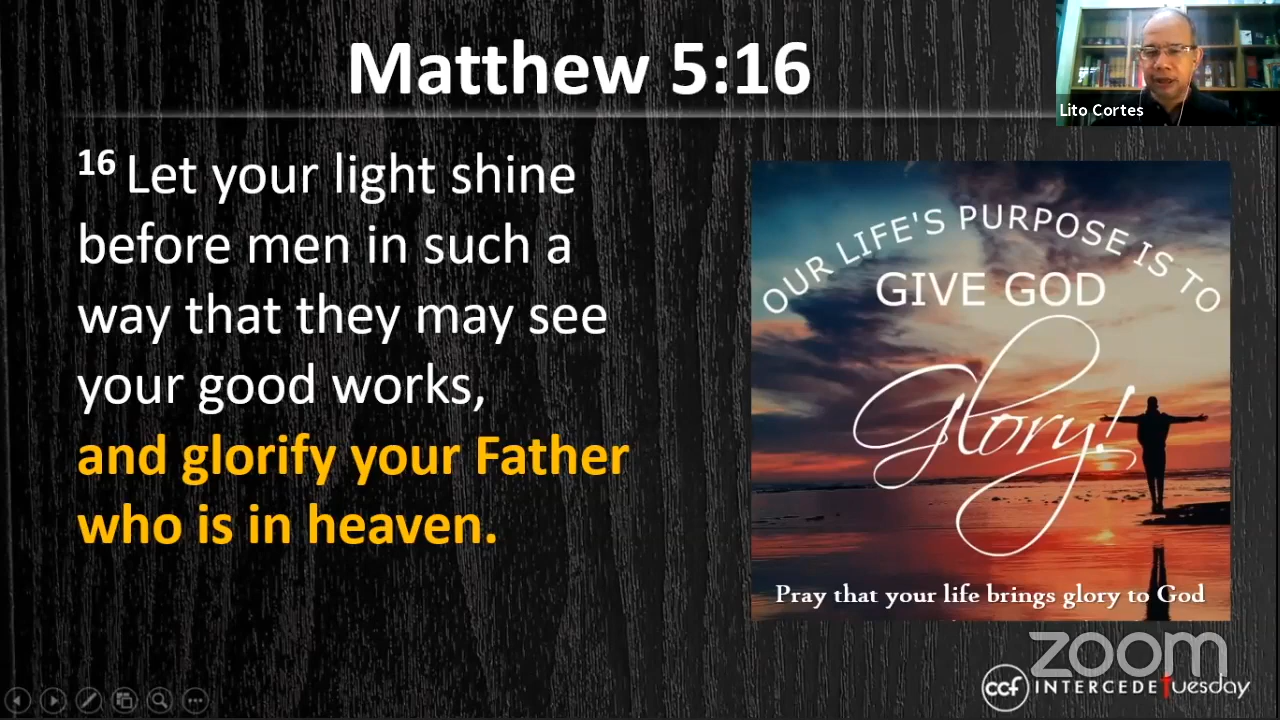 Matthew 5:16
Lito Cortes
16 Let your light shine
before men in such a
way that they may see
your good works,
and glorify your Father
who is in heaven.
OUR LIFE'S PURPOSE IS TO
GIVE GOD
Glory!
Pray that your life brings glory to God
zoom
ccf INTERCEDE Tuesday